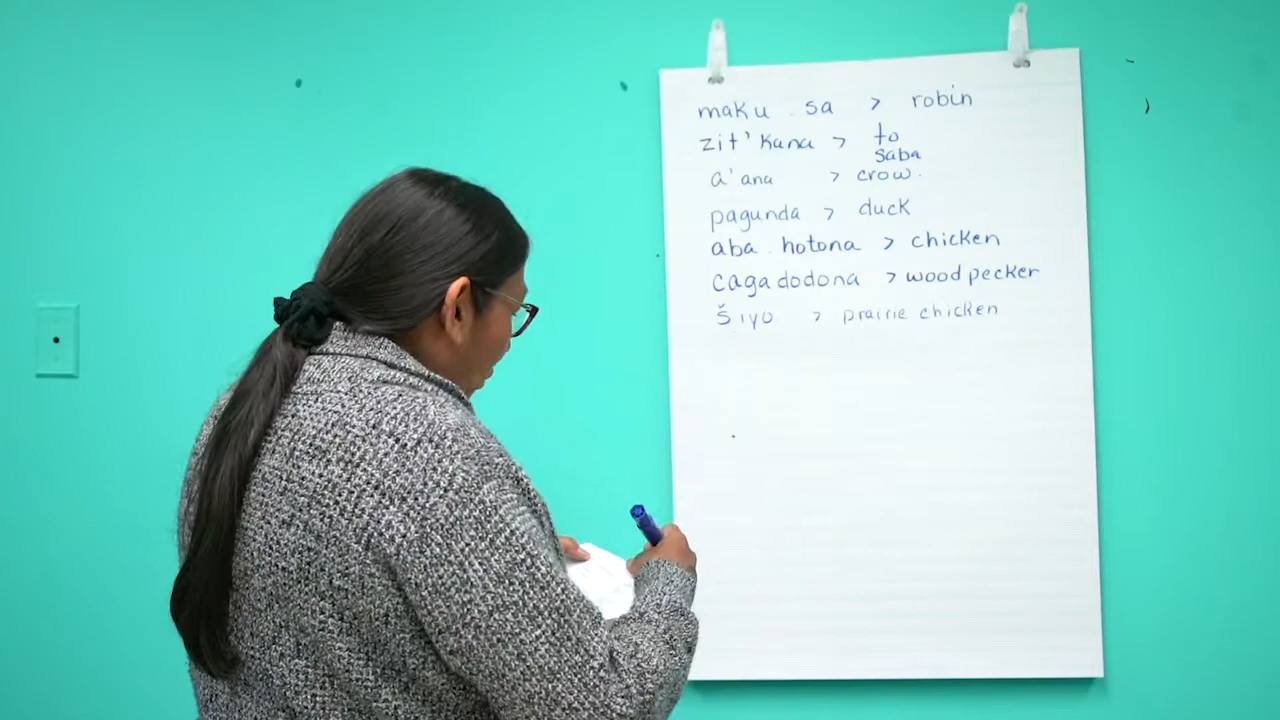 maku sa > robin
zit'kana > to
saba
a'ana > crow.
pagunda > duck
aba hotona > chicken
cagadodona > woodpecker
šiyo > prairie chicken